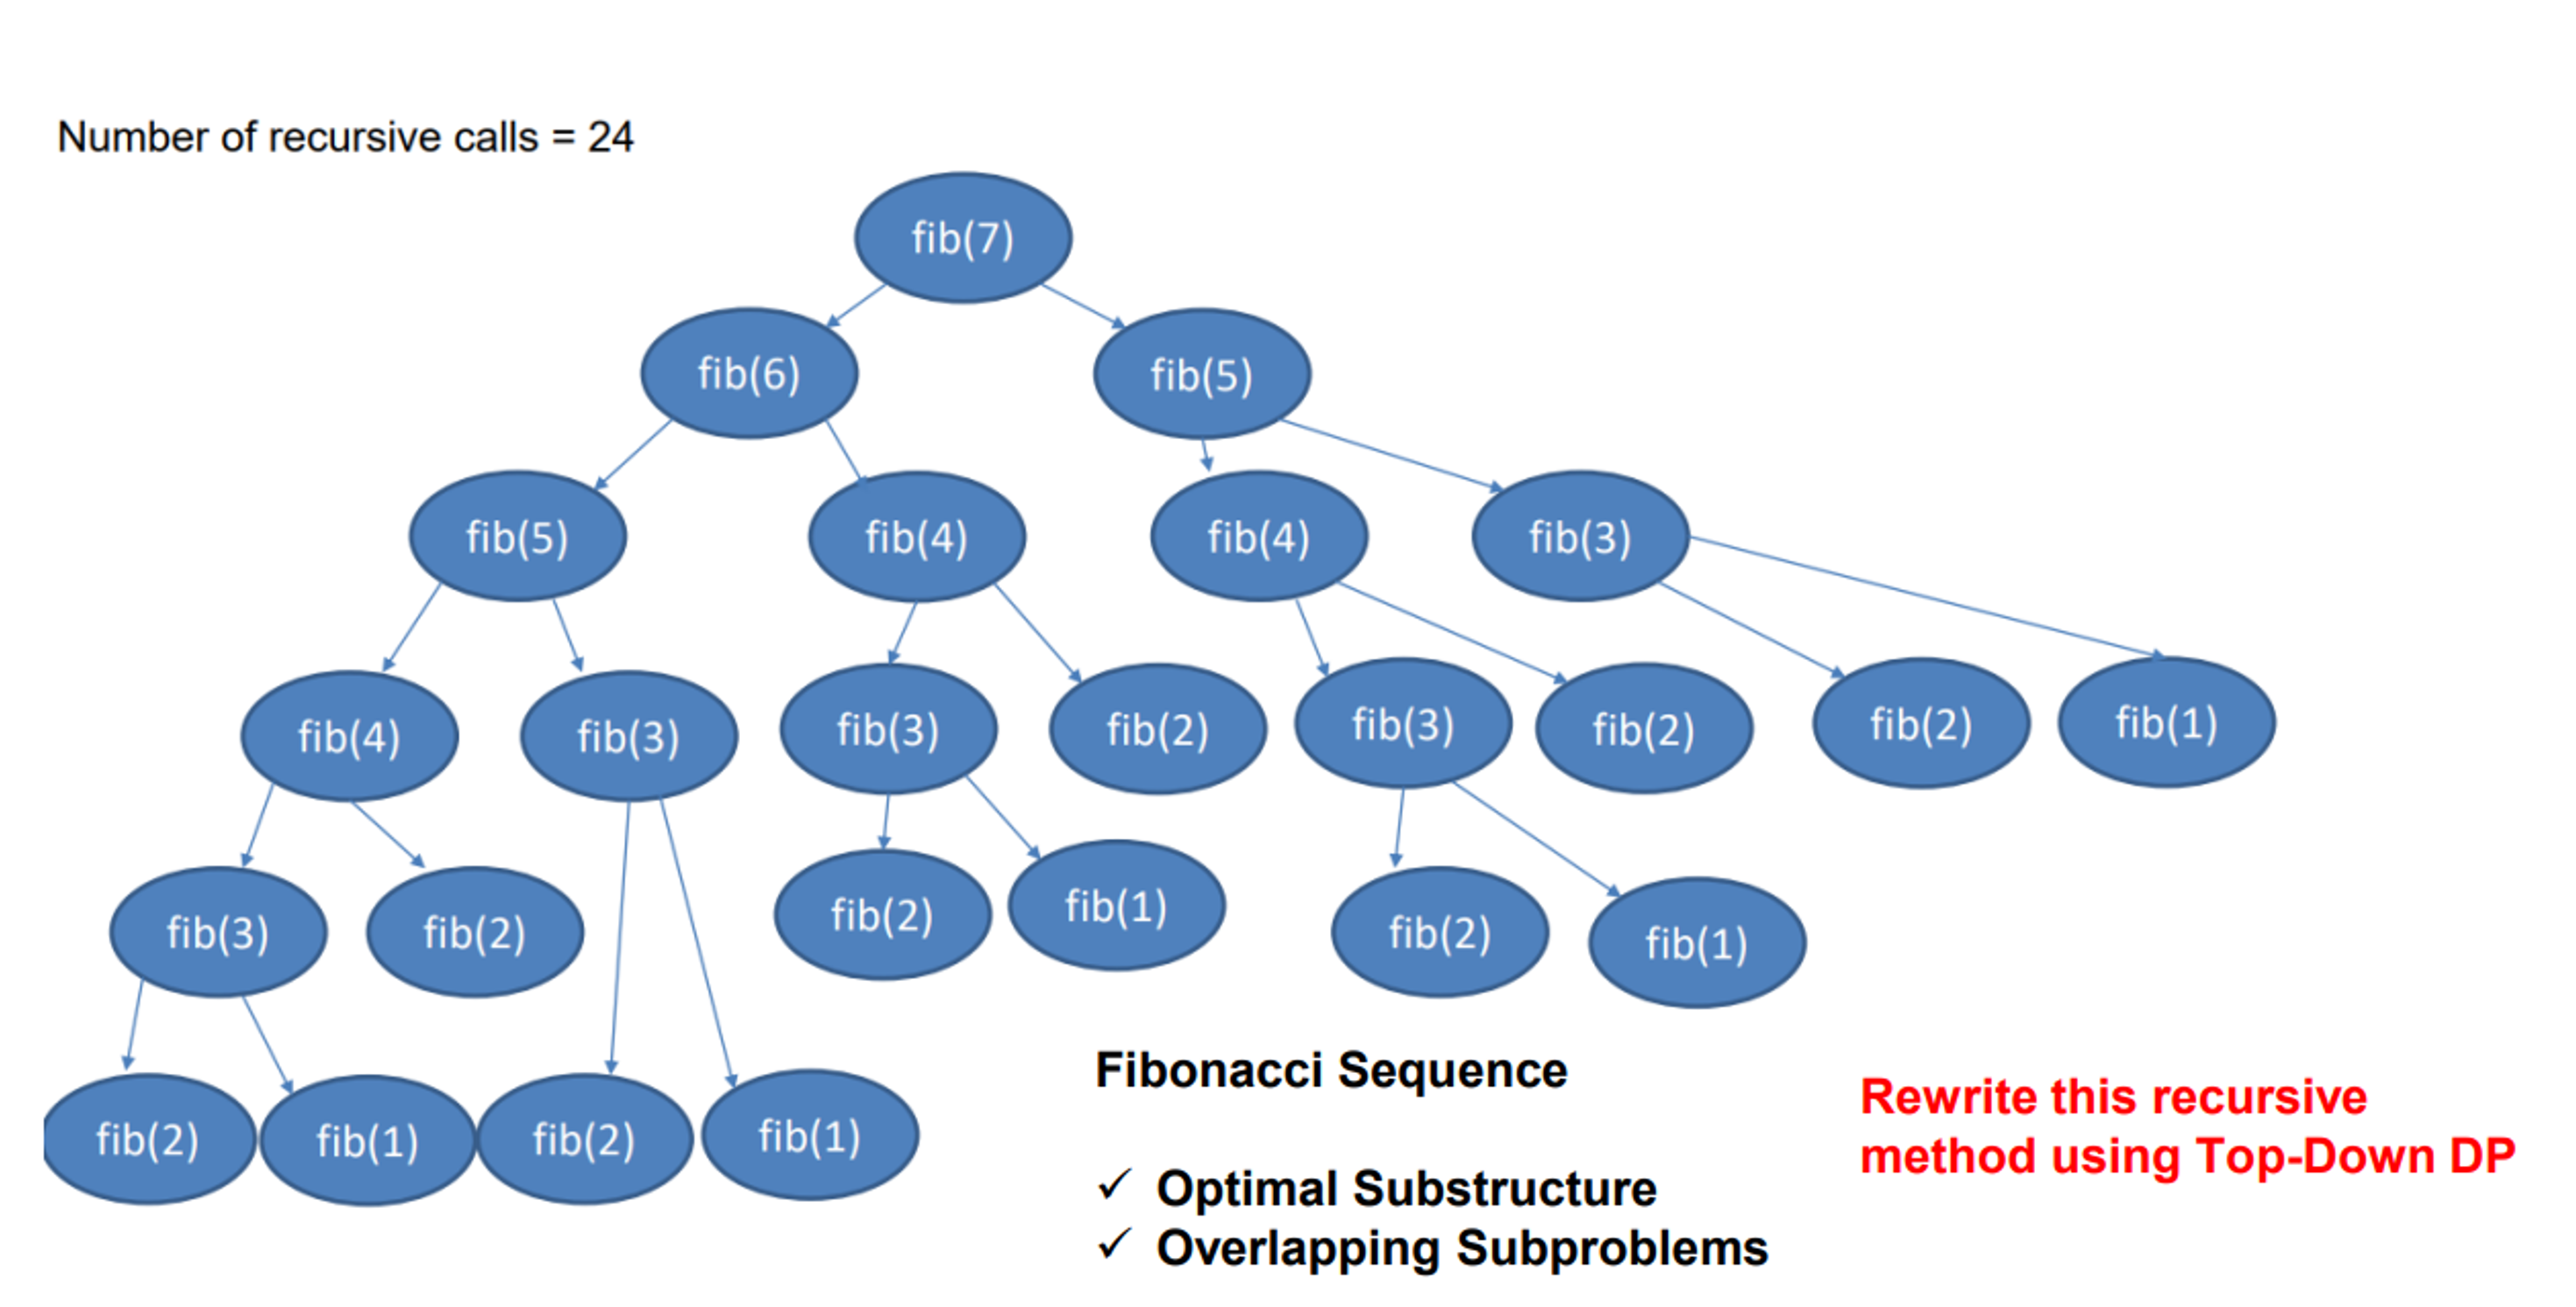 Number of recursive calls = 24
fib(7)
fib(6)
fib(5)
fib(5)
fib(4)
fib(4)
fib(3)
fib(4)
fib(3)
fib(3)
fib(2)
fib(3)
fib(2)
fib(2)
fib(1)
fib(3)
fib(2)
fib(2)
fib(1)
fib(2)
fib(1)
fib(2)
fib(1)
fib(2)
fib(1)
Fibonacci Sequence
✓ Optimal Substructure
✓ Overlapping Subproblems
Rewrite this recursive
method using Top-Down DP